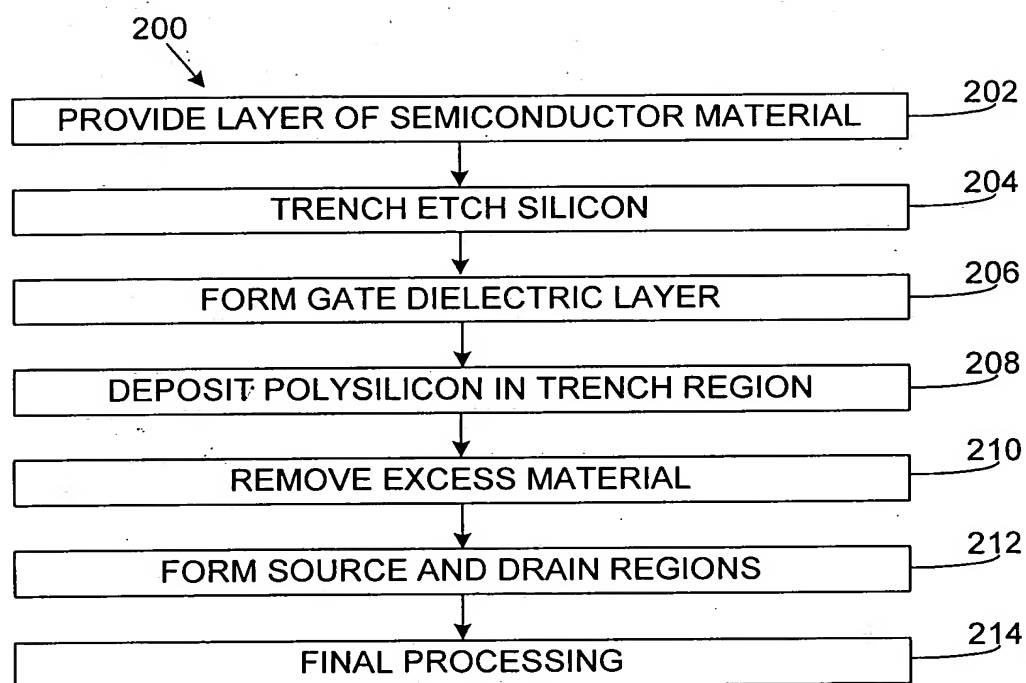 200
PROVIDE LAYER OF SEMICONDUCTOR MATERIAL
202
TRENCH ETCH SILICON
204
FORM GATE DIELECTRIC LAYER
206
DEPOSIT POLYSILICON IN TRENCH REGION
208
REMOVE EXCESS MATERIAL
210
FORM SOURCE AND DRAIN REGIONS
212
FINAL PROCESSING
214